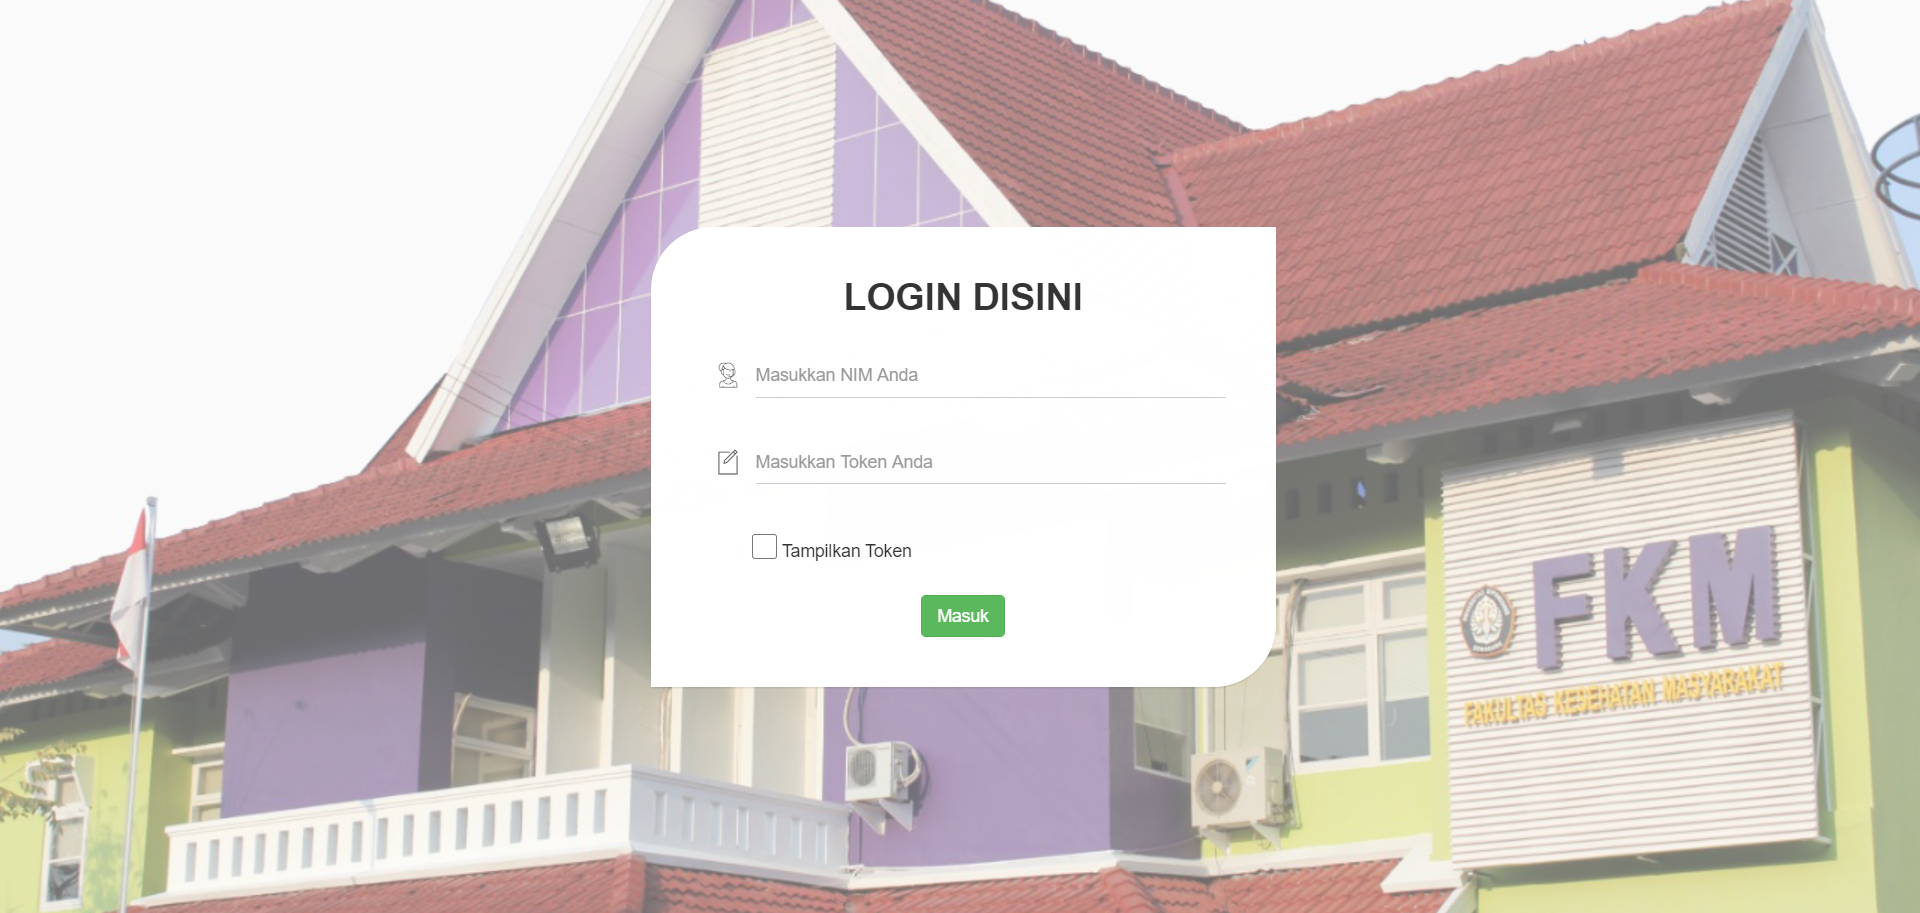 LOGIN DISINI
Masukkan NIM Anda
Masukkan Token Anda
Tampilkan Token
Masuk
FKM
FAKULTAS KESEHATAN MASYARAKAT